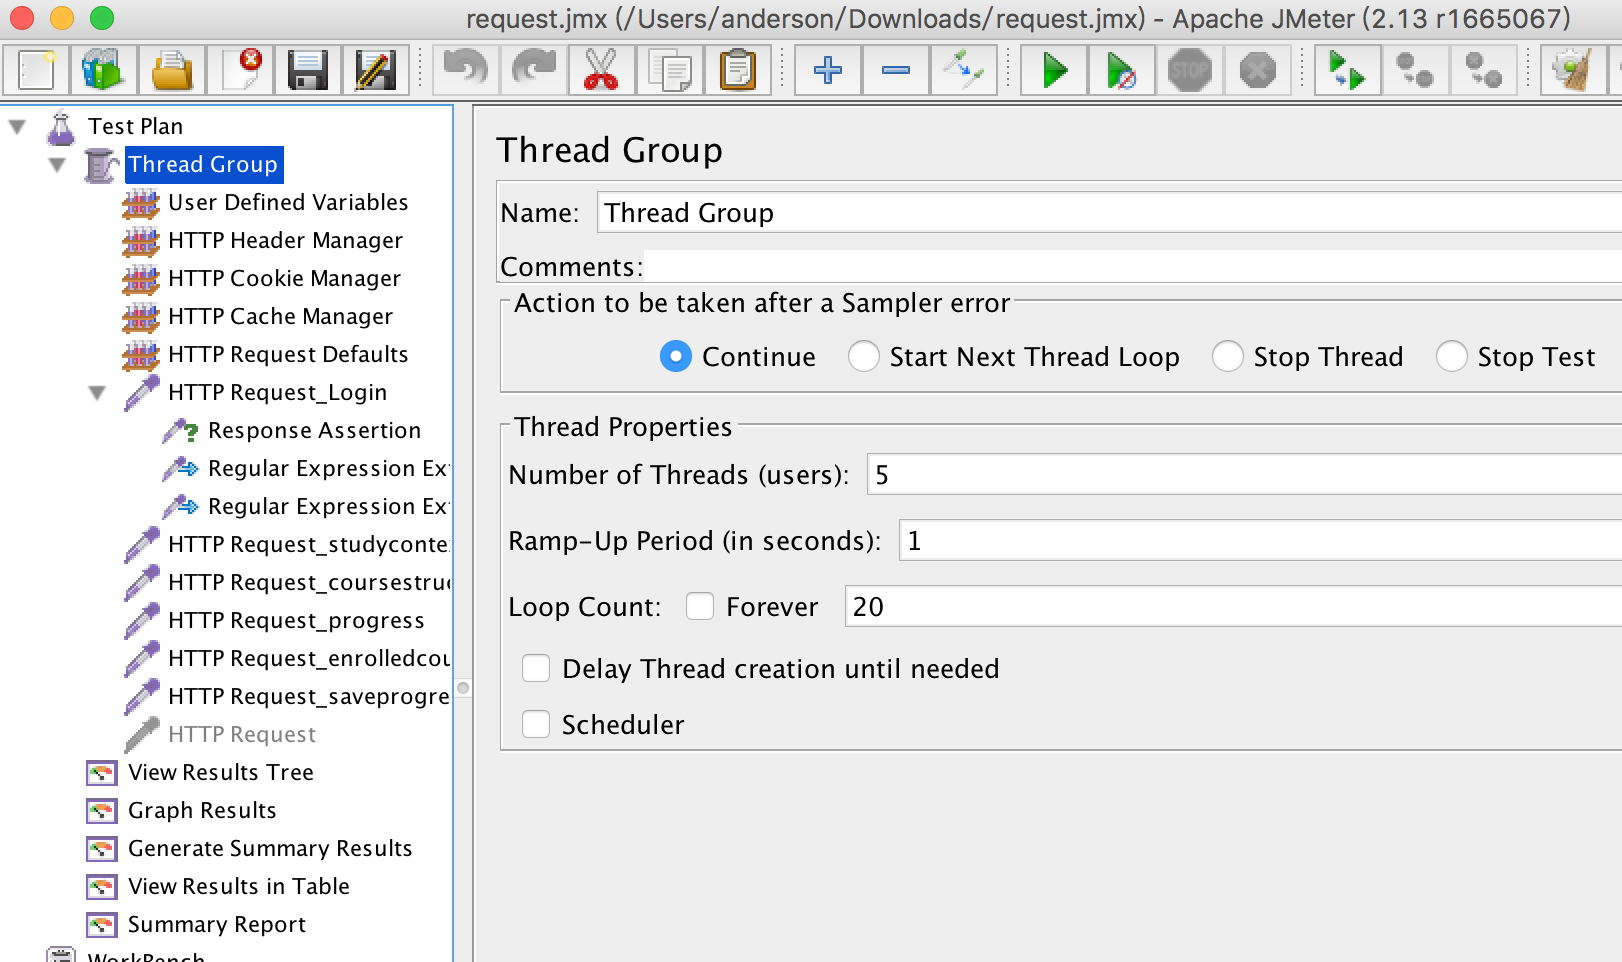 request.jmx (/Users/anderson/Downloads/request.jmx) - Apache JMeter (2.13 r1665067)
STOP
Test Plan
Thread Group
User Defined Variables
HTTP Header Manager
HTTP Cookie Manager
HTTP Cache Manager
HTTP Request Defaults
HTTP Request_Login
Response Assertion
Regular Expression Ex
Regular Expression Ex
HTTP Request_studyconte
HTTP Request_coursestru
HTTP Request_progress
HTTP Request_enrolledcou
HTTP Request_saveprogre
HTTP Request
View Results Tree
Graph Results
Generate Summary Results
View Results in Table
Summary Report
WorkBench
Thread Group
Name: Thread Group
Comments:
Action to be taken after a Sampler error
Continue Start Next Thread Loop Stop Thread Stop Test
Thread Properties
Number of Threads (users): 5
Ramp-Up Period (in seconds): 1
Loop Count: Forever 20
Delay Thread creation until needed
Scheduler